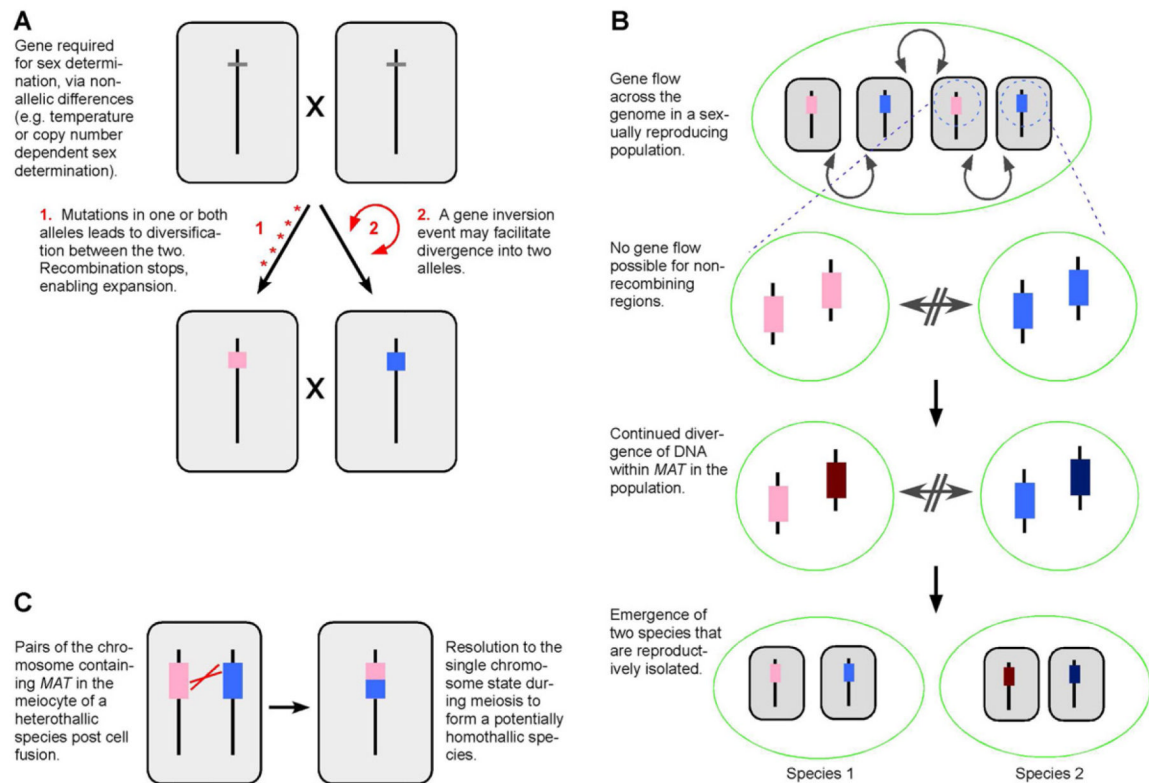 A
Gene required
for sex determi-
nation, via non-
allelic differences
(e.g. temperature
or copy number
dependent sex
determination).
X
1. Mutations in one or both
alleles leads to diversifica-
tion between the two.
Recombination stops,
enabling expansion.
1
* * * * *
2
2. A gene inversion
event may facilitate
divergence into two
alleles.
X
B
Gene flow
across the
genome in a sex-
ually reproducing
population.
No gene flow
possible for non-
recombining
regions.
Continued diver-
gence of DNA
within MAT in the
population.
Emergence of
two species that
are reproduct-
ively isolated.
Species 1
Species 2
C
Pairs of the chro-
mosome contain-
ing MAT in the
meiocyte of a
heterothallic
species post cell
fusion.
Resolution to the
single chromo-
some state dur-
ing meiosis to
form a potentially
homothallic spe-
cies.